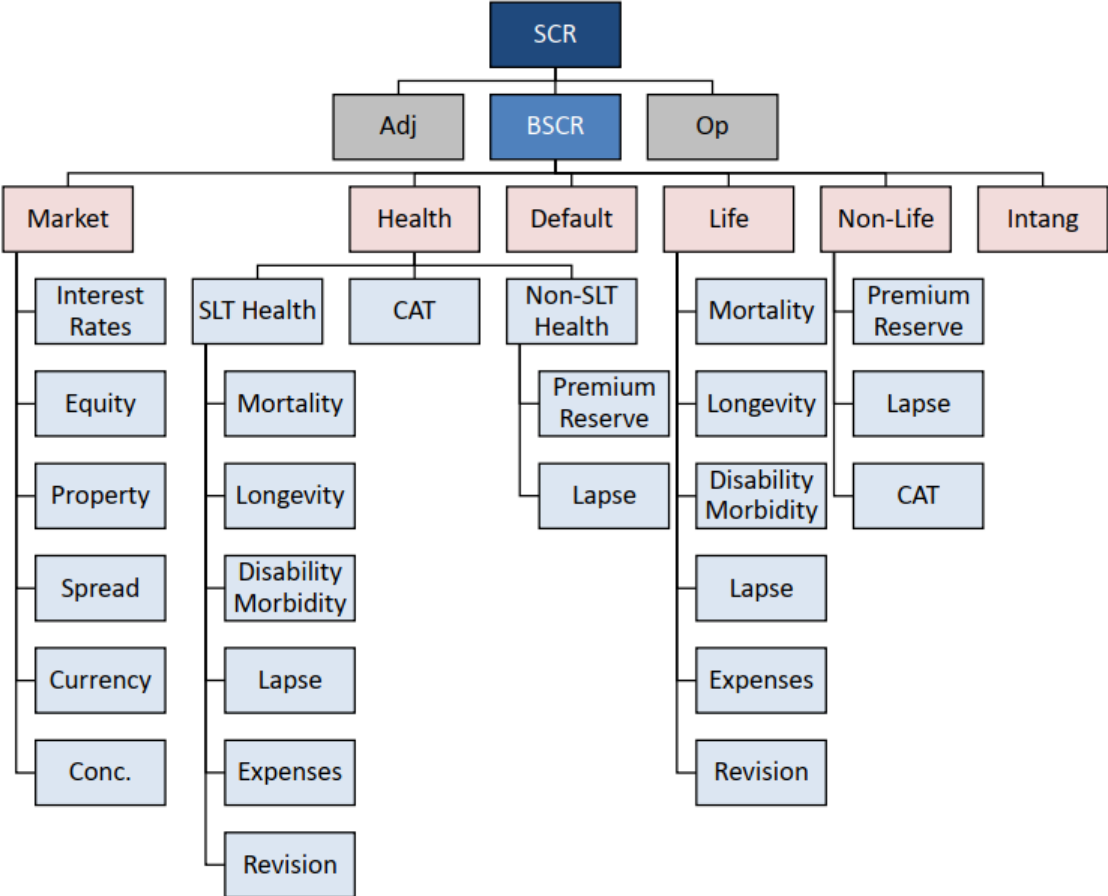 SCR
Adj
BSCR
Op
Market
Health
Default
Life
Non-Life
Intang
Interest
Rates
Equity
Property
Spread
Currency
Conc.
SLT Health
Mortality
Longevity
Disability
Morbidity
Lapse
Expenses
Revision
CAT
Non-SLT
Health
Premium
Reserve
Lapse
Mortality
Longevity
Disability
Morbidity
Lapse
Expenses
Revision
Premium
Reserve
Lapse
CAT